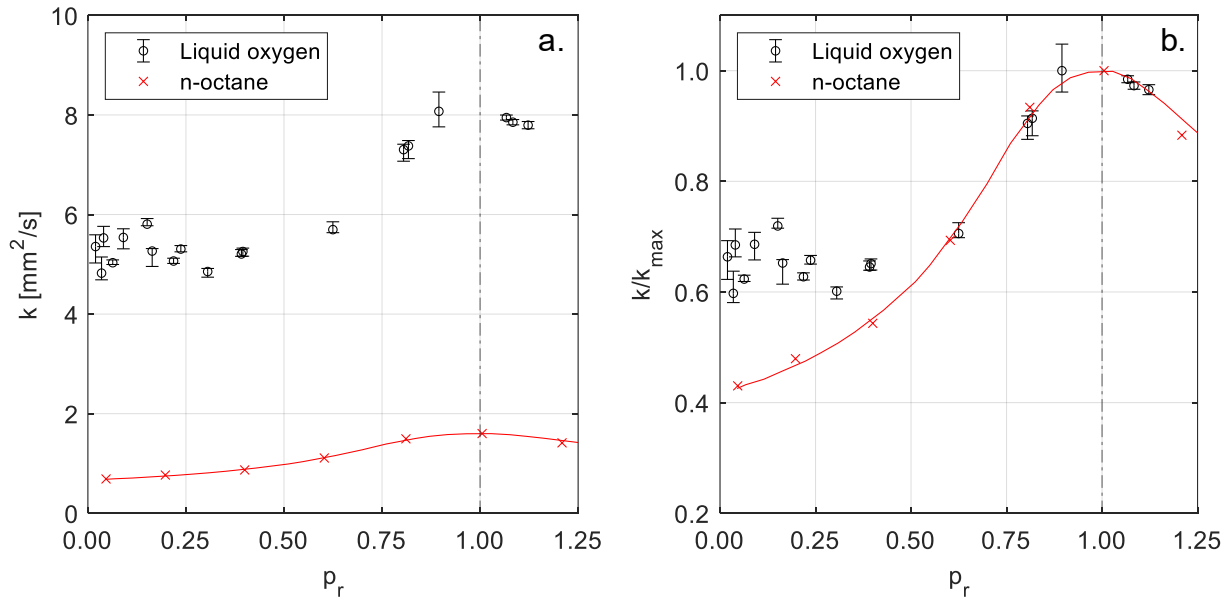 a.
Liquid oxygen
n-octane
10
8
6
4
2
0
k [mm²/s]
0.00 0.25 0.50 0.75 1.00 1.25
pᵣ
b.
Liquid oxygen
n-octane
1.0
0.8
0.6
0.4
0.2
k/kₘₐₓ
0.00 0.25 0.50 0.75 1.00 1.25
pᵣ